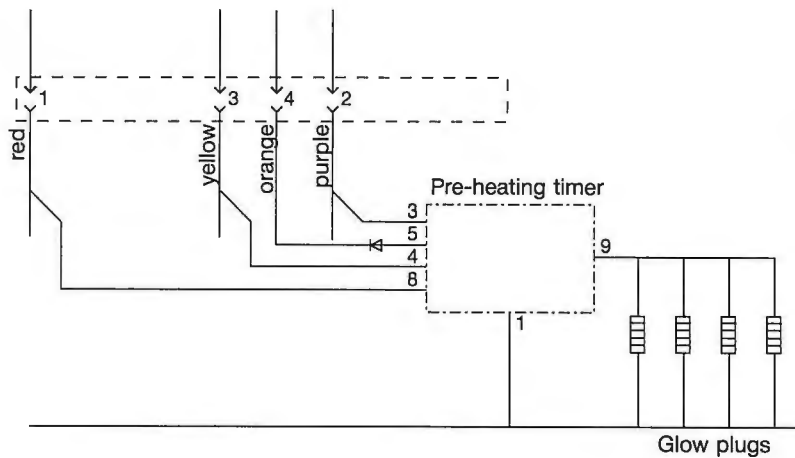 1 3 4 2
red
yellow
orange
purple
Pre-heating timer
3
5
4
8
9
1
Glow plugs